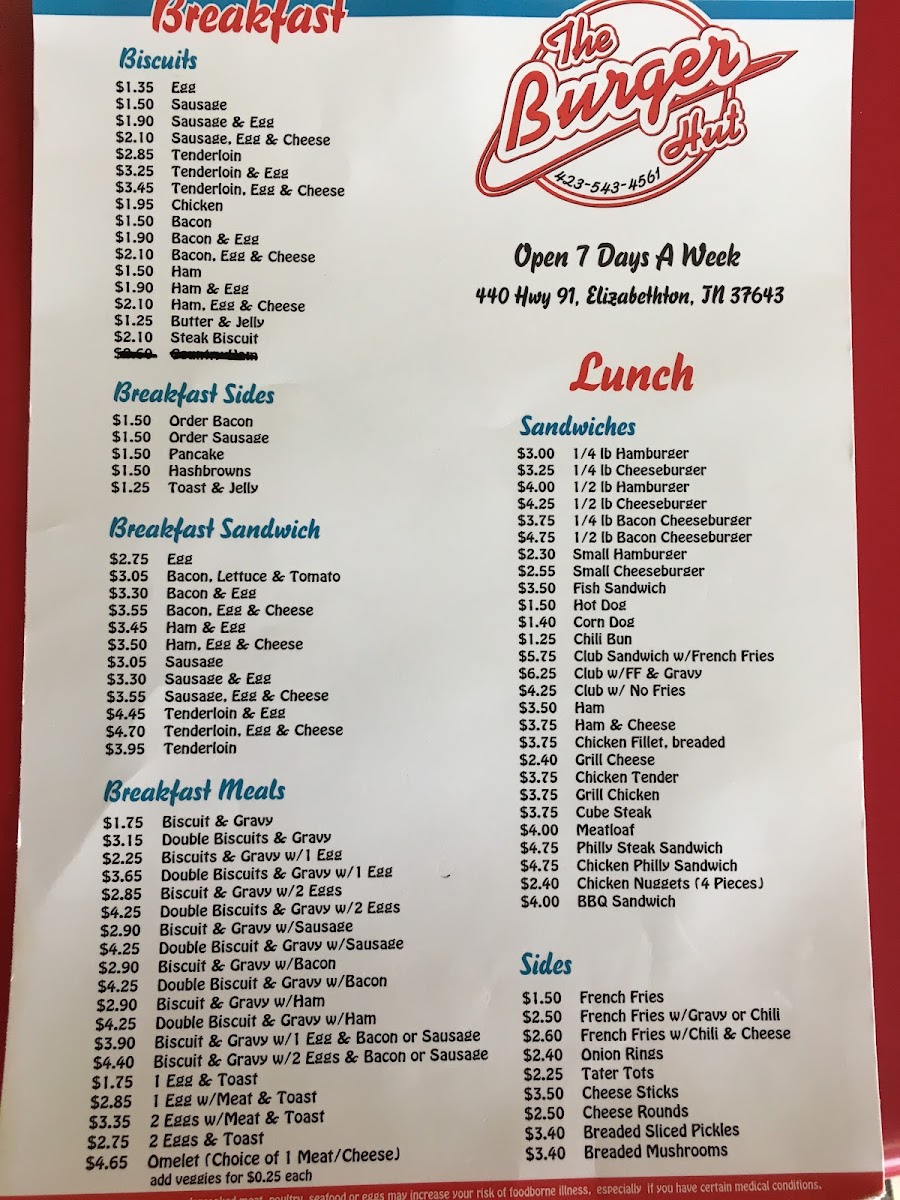 Breakfast
Biscuits
$1.35 Egg
$1.50 Sausage
$1.90 Sausage & Egg
$2.10 Sausage, Egg & Cheese
$2.85 Tenderloin
$3.25 Tenderloin & Egg
$3.45 Tenderloin, Egg & Cheese
$1.95 Chicken
$1.50 Bacon
$1.90 Bacon & Egg
$2.10 Bacon, Egg & Cheese
$1.50 Ham
$1.90 Ham & Egg
$2.10 Ham, Egg & Cheese
$1.25 Butter & Jelly
$2.10 Steak Biscuit
Breakfast Sides
$1.50 Order Bacon
$1.50 Order Sausage
$1.50 Pancake
$1.50 Hashbrowns
$1.25 Toast & Jelly
Breakfast Sandwich
$2.75 Egg
$3.05 Bacon, Lettuce & Tomato
$3.30 Bacon & Egg
$3.55 Bacon, Egg & Cheese
$3.45 Ham & Egg
$3.50 Ham, Egg & Cheese
$3.05 Sausage
$3.30 Sausage & Egg
$3.55 Sausage, Egg & Cheese
$4.45 Tenderloin & Egg
$4.70 Tenderloin, Egg & Cheese
$3.95 Tenderloin
Breakfast Meals
$1.75 Biscuit & Gravy
$3.15 Double Biscuits & Gravy
$2.25 Biscuits & Gravy w/1 Egg
$3.65 Double Biscuits & Gravy w/1 Egg
$2.85 Biscuit & Gravy w/2 Eggs
$4.25 Double Biscuits & Gravy w/2 Eggs
$2.90 Biscuit & Gravy w/Sausage
$4.25 Double Biscuit & Gravy w/Sausage
$2.90 Biscuit & Gravy w/Bacon
$4.25 Double Biscuit & Gravy w/Bacon
$2.90 Biscuit & Gravy w/Ham
$4.25 Double Biscuit & Gravy w/Ham
$3.90 Biscuit & Gravy w/1 Egg & Bacon or Sausage
$4.40 Biscuit & Gravy w/2 Eggs & Bacon or Sausage
$1.75 1 Egg & Toast
$2.85 1 Egg w/Meat & Toast
$3.35 2 Eggs w/Meat & Toast
$2.75 2 Eggs & Toast
$4.65 Omelet (Choice of 1 Meat/Cheese)
add veggies for $0.25 each
The
Burger
Hut
423-543-4561
Open 7 Days A Week
440 Hwy 91, Elizabethton, TN 37643
Lunch
Sandwiches
$3.00 1/4 lb Hamburger
$3.25 1/4 lb Cheeseburger
$4.00 1/2 lb Hamburger
$4.25 1/2 lb Cheeseburger
$3.75 1/4 lb Bacon Cheeseburger
$4.75 1/2 lb Bacon Cheeseburger
$2.30 Small Hamburger
$2.55 Small Cheeseburger
$3.50 Fish Sandwich
$1.50 Hot Dog
$1.40 Corn Dog
$1.25 Chili Bun
$5.75 Club Sandwich w/French Fries
$6.25 Club w/FF & Gravy
$4.25 Club w/ No Fries
$3.50 Ham
$3.75 Ham & Cheese
$3.75 Chicken Fillet, breaded
$2.40 Grill Cheese
$3.75 Chicken Tender
$3.75 Grill Chicken
$3.75 Cube Steak
$4.00 Meatloaf
$4.75 Philly Steak Sandwich
$4.75 Chicken Philly Sandwich
$2.40 Chicken Nuggets (4 Pieces)
$4.00 BBQ Sandwich
Sides
$1.50 French Fries
$2.50 French Fries w/Gravy or Chili
$2.60 French Fries w/Chili & Cheese
$2.40 Onion Rings
$2.25 Tater Tots
$3.50 Cheese Sticks
$2.50 Cheese Rounds
$3.40 Breaded Sliced Pickles
$3.40 Breaded Mushrooms
meat, poultry, seafood or eggs may increase your risk of foodborne illness, especially if you have certain medical conditions.